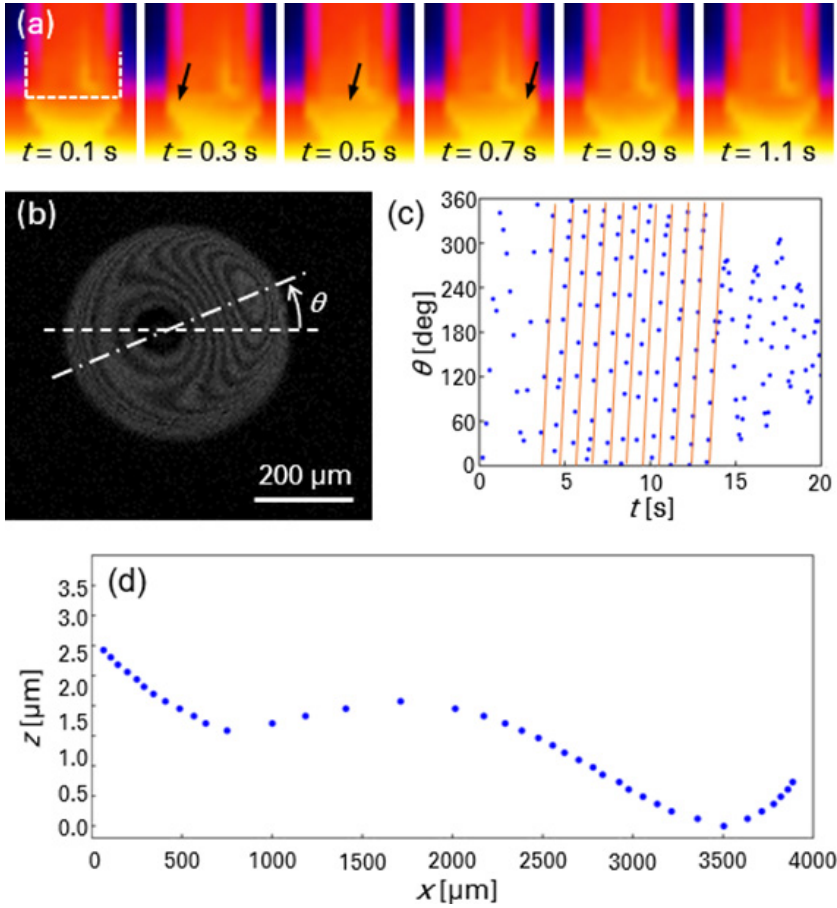 (a)
t = 0.1 s t = 0.3 s t = 0.5 s t = 0.7 s t = 0.9 s t = 1.1 s
(b)
θ
200 μm
(c)
360
300
240
180
120
60
0
θ [deg]
0 5 10 15 20
t [s]
(d)
3.5
3.0
2.5
2.0
1.5
1.0
0.5
0.0
z [μm]
0 500 1000 1500 2000 2500 3000 3500 4000
x [μm]